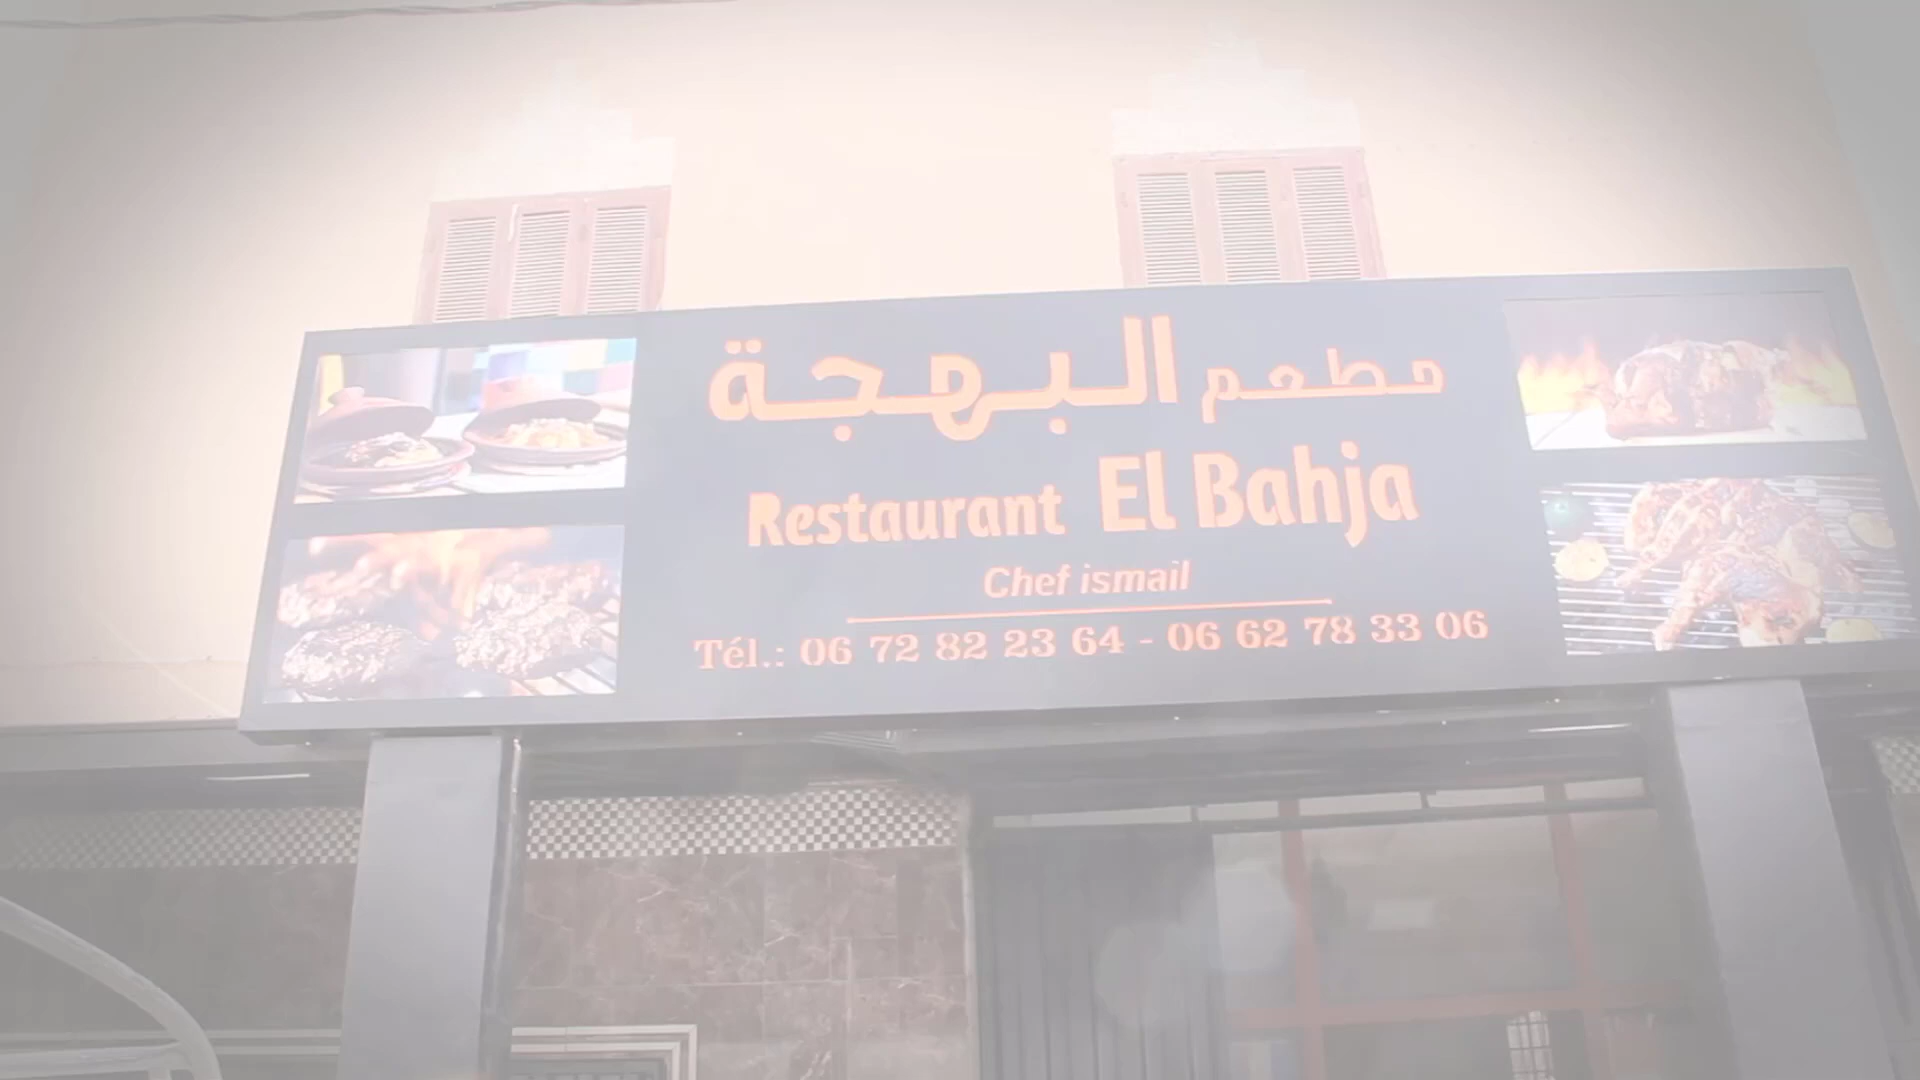 مطعم البهجة
Restaurant El Bahja
Chef ismail
Tél.: 06 72 82 23 64 - 06 62 78 33 06